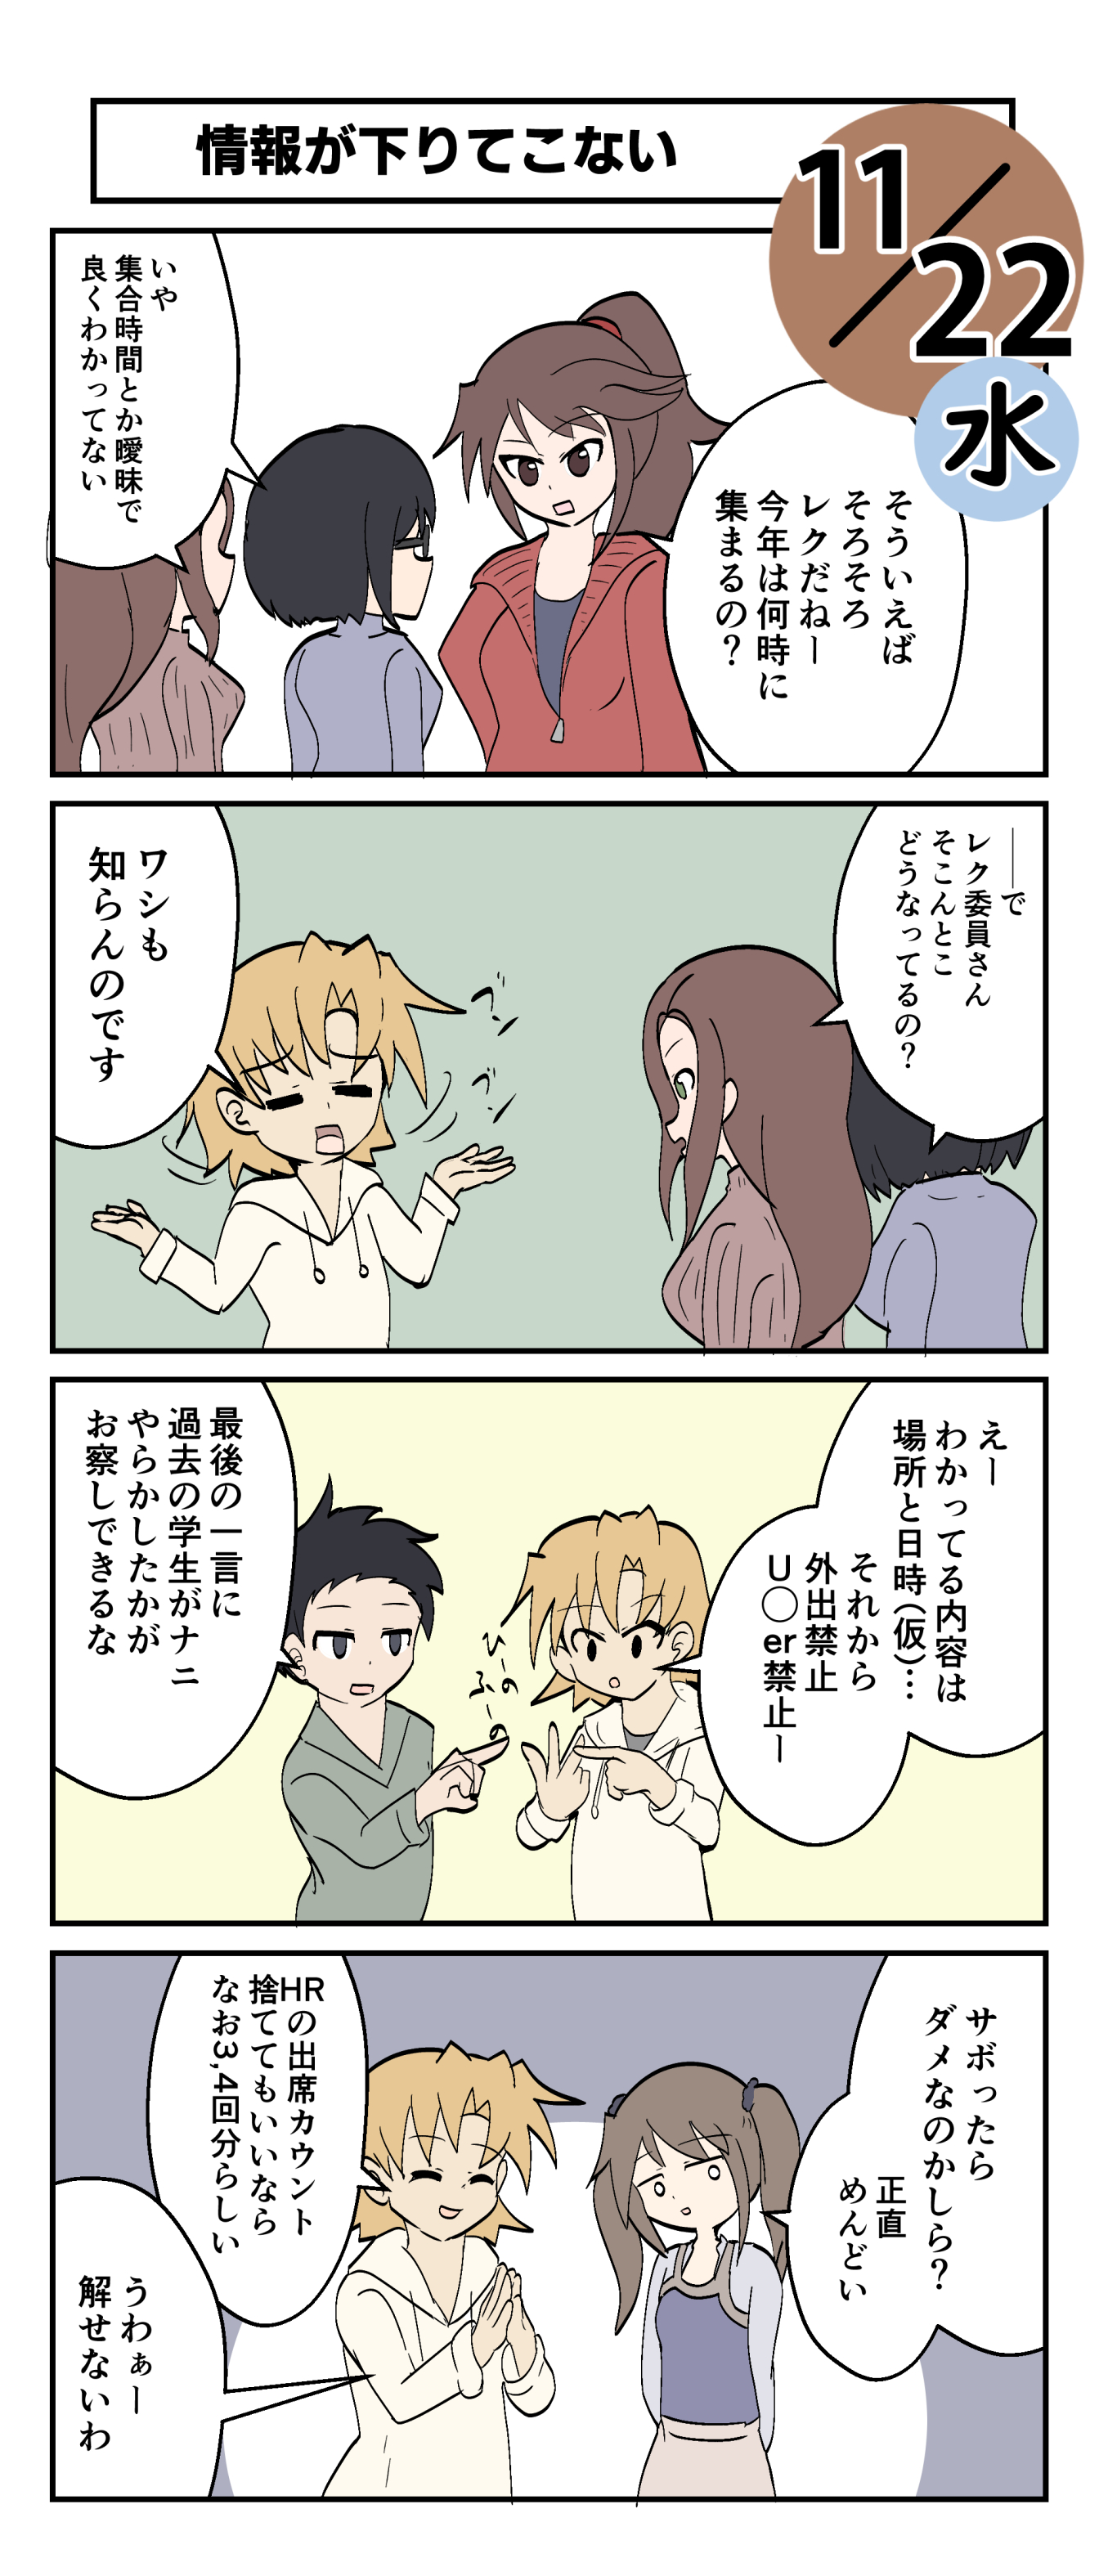 情報が下りてこない
11/22
水
そういえば
そろそろ
レクだねー
今年は何時に
集まるの？
いや
集合時間とか曖昧で
良くわかってない
――で
レク委員さん
そこんとこ
どうなってるの？
ワシも
知らんのです
ブン
ブン
えー
わかってる内容は
場所と日時(仮)…
それから
外出禁止
U○er禁止ー
ひーの
ふーの
最後の一言に
過去の学生がナニ
やらかしたかが
お察しできるな
サボったら
ダメなのかしら？
正直
めんどい
HRの出席カウント
捨ててもいいなら
なお3,4回分らしい
うわぁー
解せないわ